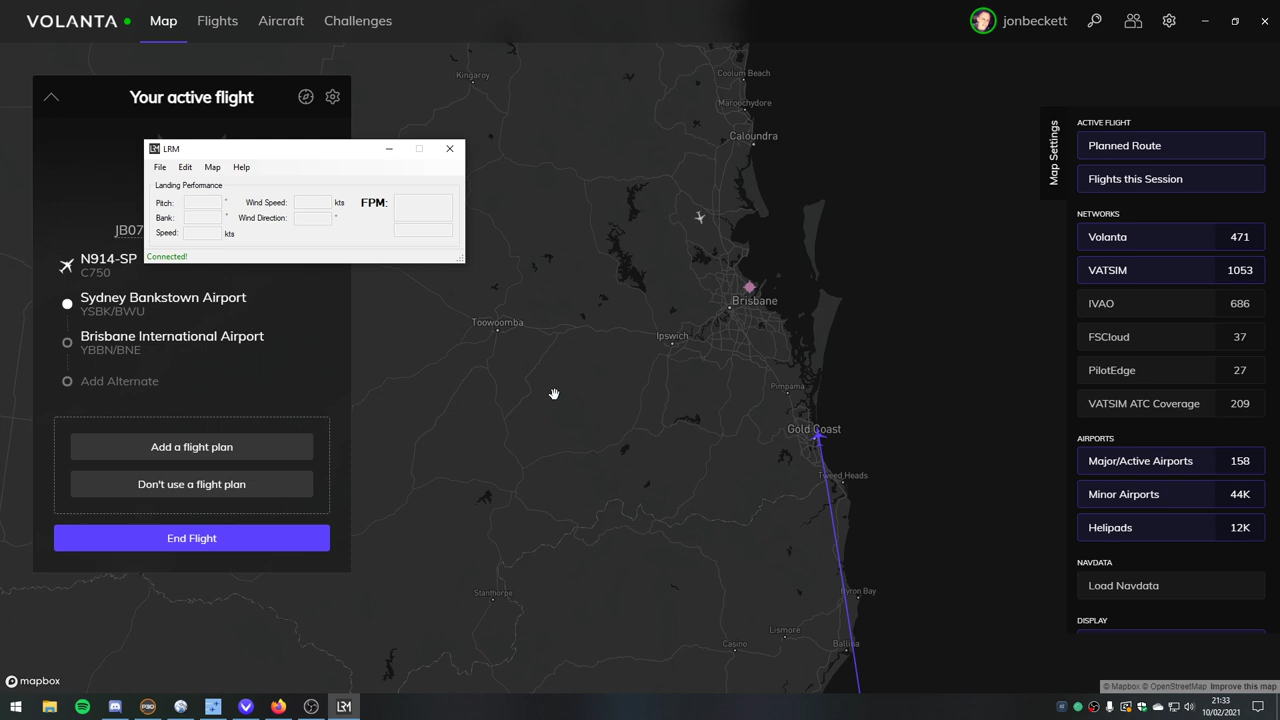 VOLANTA
Map
Flights
Aircraft
Challenges
jonbeckett
Your active flight
LRM
File
Edit
Map
Help
Landing Performance
Pitch:
°
Wind Speed:
kts
FPM:
Bank:
°
Wind Direction:
°
Speed:
kts
Connected!
JB07
N914-SP
C750
Sydney Bankstown Airport
YSBK/BWU
Brisbane International Airport
YBBN/BNE
Add Alternate
Add a flight plan
Don't use a flight plan
End Flight
Kingaroy
Coolum Beach
Maroochydore
Caloundra
Brisbane
Toowoomba
Ipswich
Pimpama
Gold Coast
Tweed Heads
Stanthorpe
Byron Bay
Lismore
Casino
Ballina
Map Settings
ACTIVE FLIGHT
Planned Route
Flights this Session
NETWORKS
Volanta 471
VATSIM 1053
IVAO 686
FSCloud 37
PilotEdge 27
VATSIM ATC Coverage 209
AIRPORTS
Major/Active Airports 158
Minor Airports 44K
Helipads 12K
NAVDATA
Load Navdata
DISPLAY
mapbox
© Mapbox © OpenStreetMap Improve this map
LRM
21:33
10/02/2021